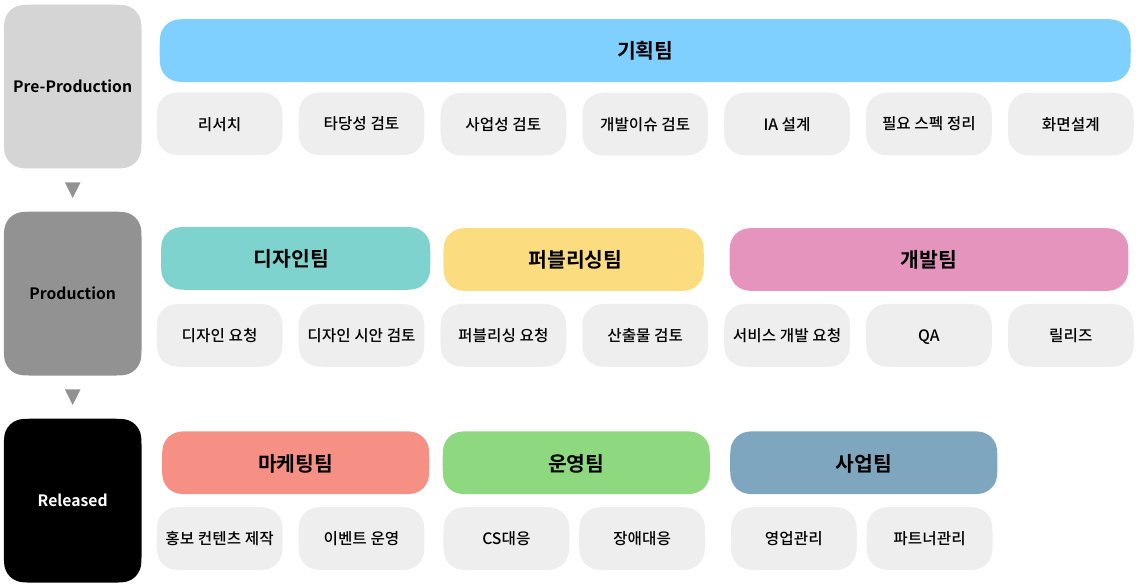 Pre-Production
기획팀
리서치
타당성 검토
사업성 검토
개발이슈 검토
IA 설계
필요 스펙 정리
화면설계
Production
디자인팀
퍼블리싱팀
개발팀
디자인 요청
디자인 시안 검토
퍼블리싱 요청
산출물 검토
서비스 개발 요청
QA
릴리즈
Released
마케팅팀
운영팀
사업팀
홍보 컨텐츠 제작
이벤트 운영
CS대응
장애대응
영업관리
파트너관리